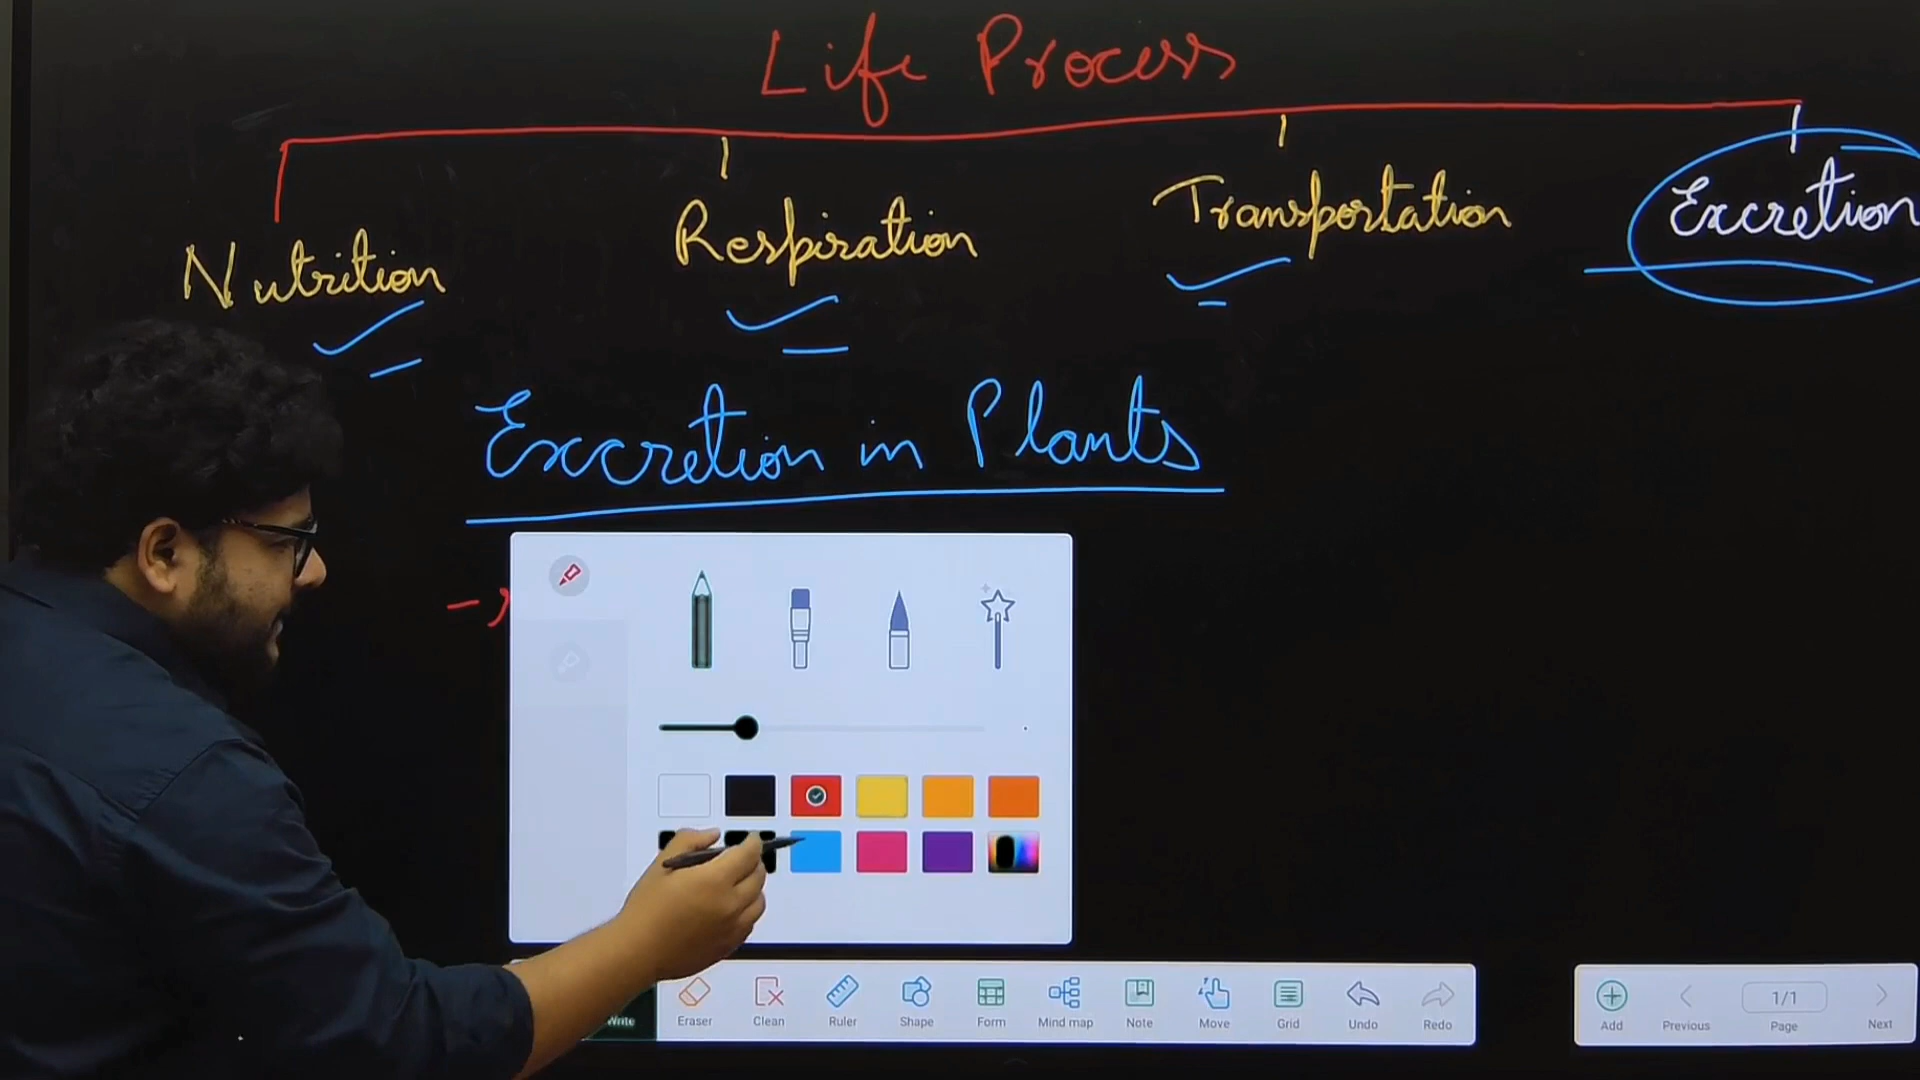 Life Process
Nutrition Respiration Transportation Excretion
Excretion in Plants
Write Eraser Clean Ruler Shape Form Mind map Note Move Grid Undo Redo
Add Previous 1/1 Page Next